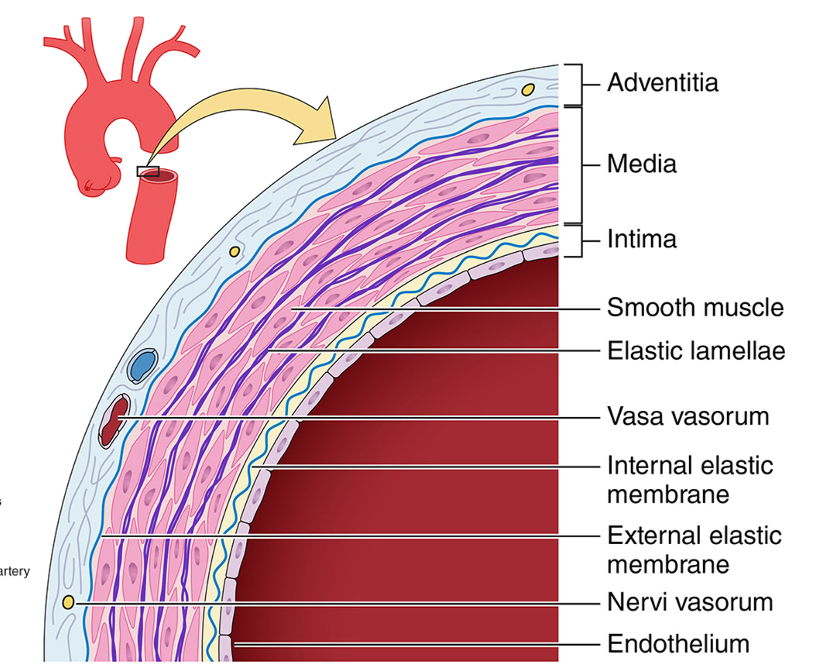 Adventitia
Media
Intima
Smooth muscle
Elastic lamellae
Vasa vasorum
Internal elastic
membrane
s
External elastic
membrane
artery
Nervi vasorum
Endothelium